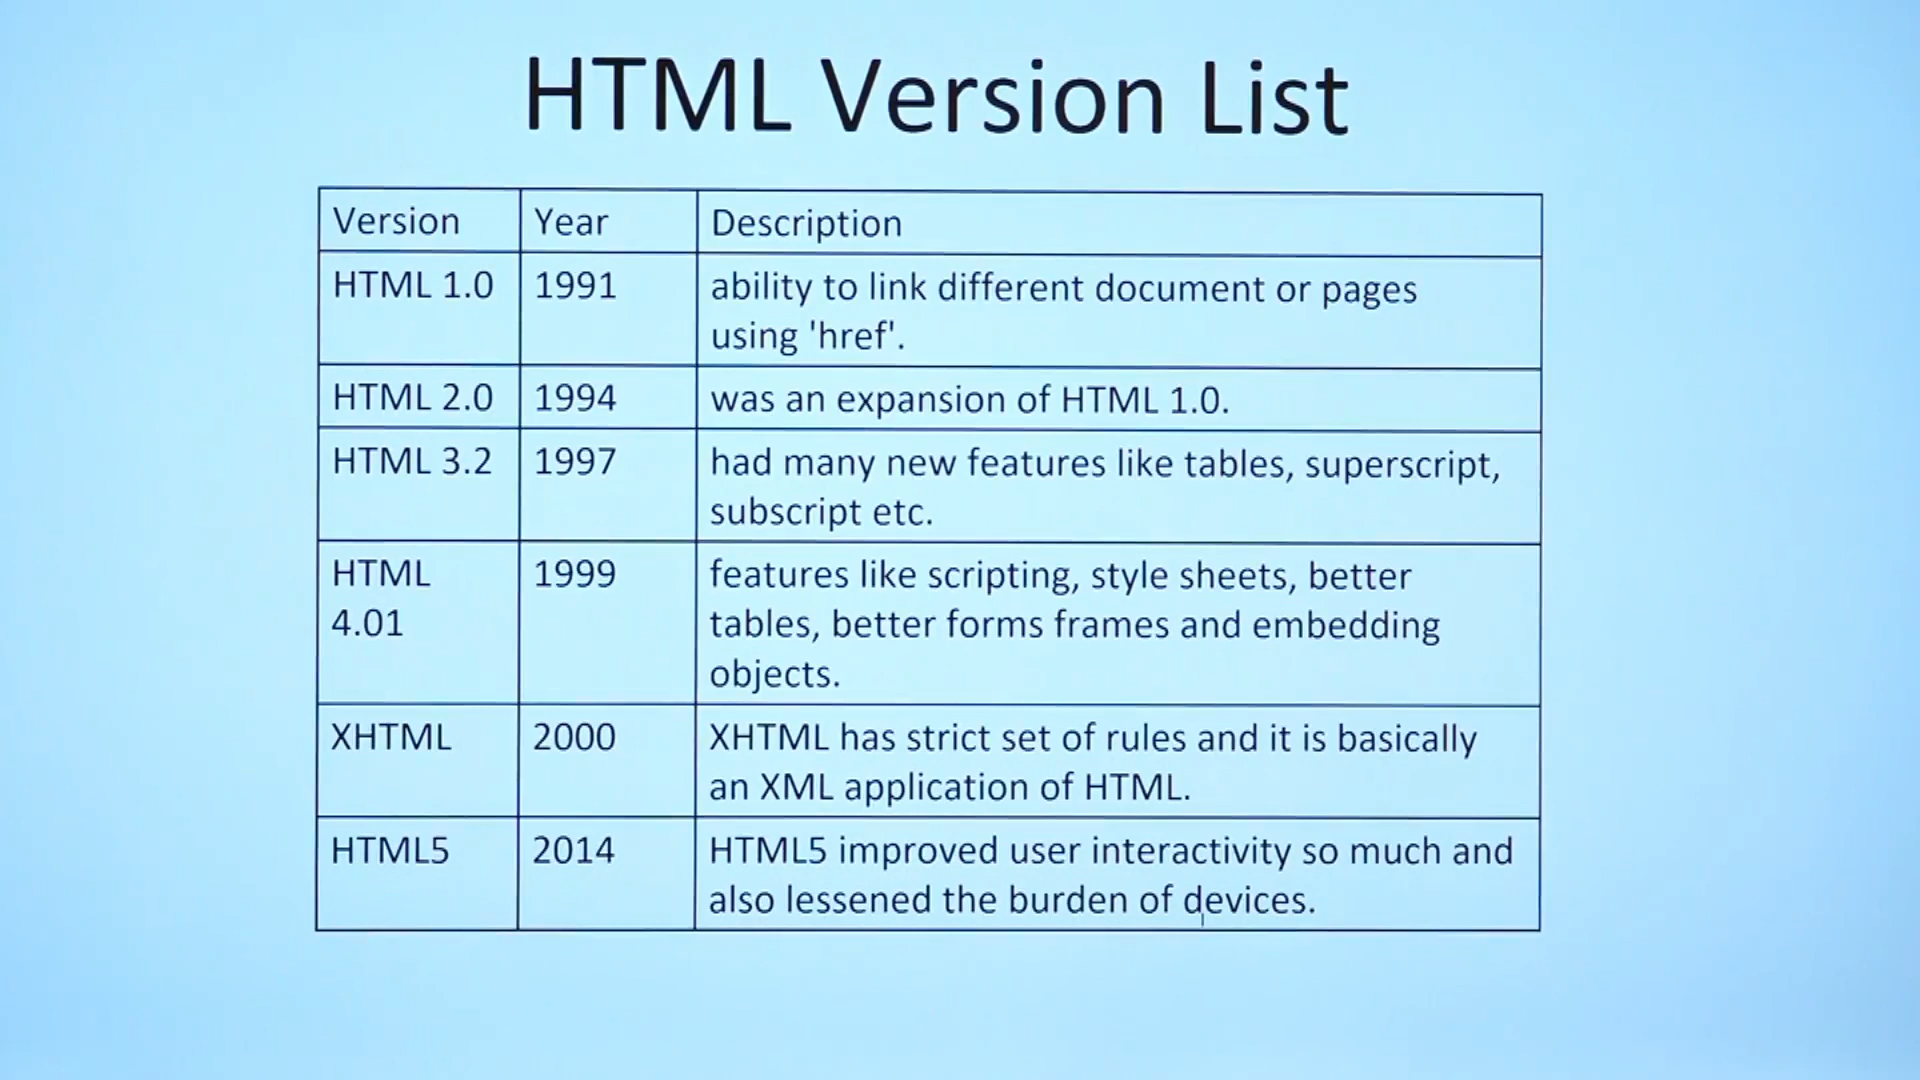 HTML Version List
Version Year Description
HTML 1.0 1991 ability to link different document or pages
using 'href'.
HTML 2.0 1994 was an expansion of HTML 1.0.
HTML 3.2 1997 had many new features like tables, superscript,
subscript etc.
HTML 1999 features like scripting, style sheets, better
4.01 tables, better forms frames and embedding
objects.
XHTML 2000 XHTML has strict set of rules and it is basically
an XML application of HTML.
HTML5 2014 HTML5 improved user interactivity so much and
also lessened the burden of devices.